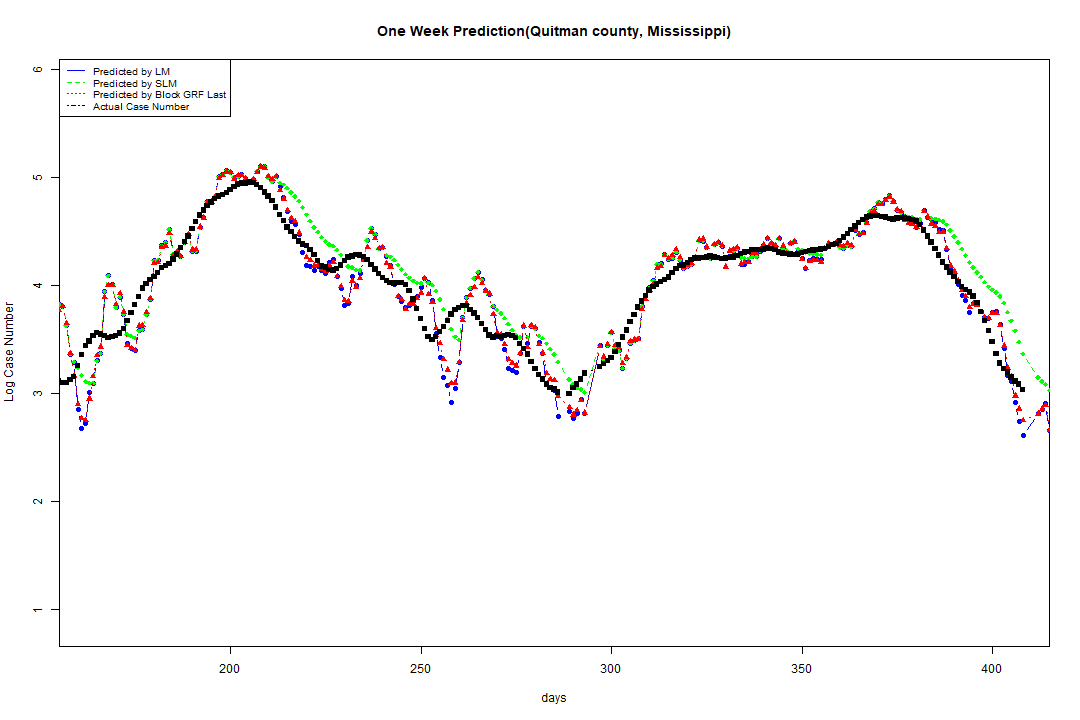 One Week Prediction(Quitman county, Mississippi)
Predicted by LM
Predicted by SLM
Predicted by Block GRF Last
Actual Case Number
6
5
4
3
2
1
Log Case Number
200 250 300 350 400
days